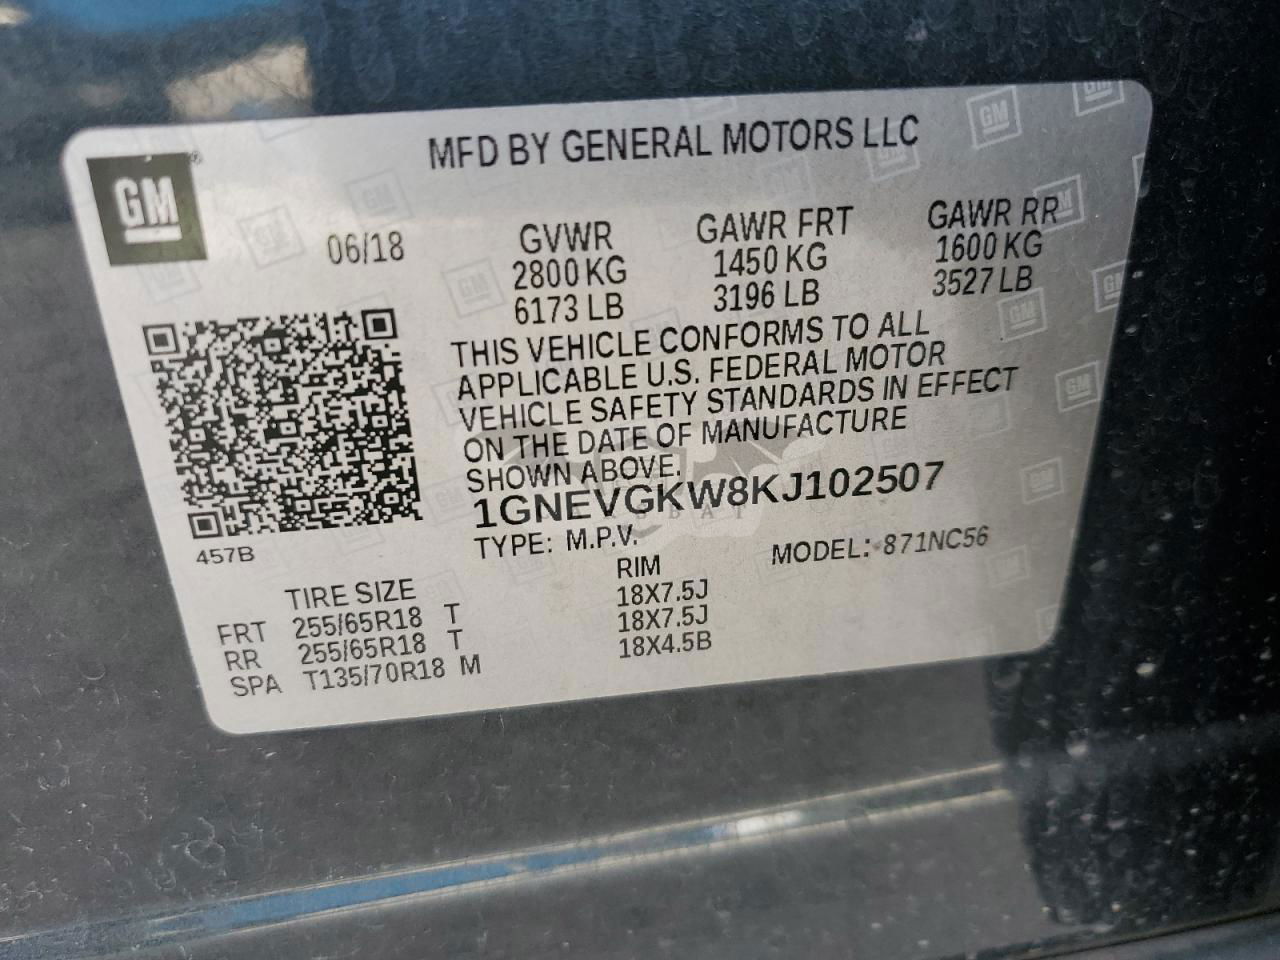 MFD BY GENERAL MOTORS LLC
GM
06/18 GVWR GAWR FRT GAWR RR
2800 KG 1450 KG 1600 KG
6173 LB 3196 LB 3527 LB
THIS VEHICLE CONFORMS TO ALL
APPLICABLE U.S. FEDERAL MOTOR
VEHICLE SAFETY STANDARDS IN EFFECT
ON THE DATE OF MANUFACTURE
SHOWN ABOVE.
1GNEVGKW8KJ102507
457B
TYPE: M.P.V. MODEL: 871NC56
TIRE SIZE RIM
FRT 255/65R18 T 18X7.5J
RR 255/65R18 T 18X7.5J
SPA T135/70R18 M 18X4.5B